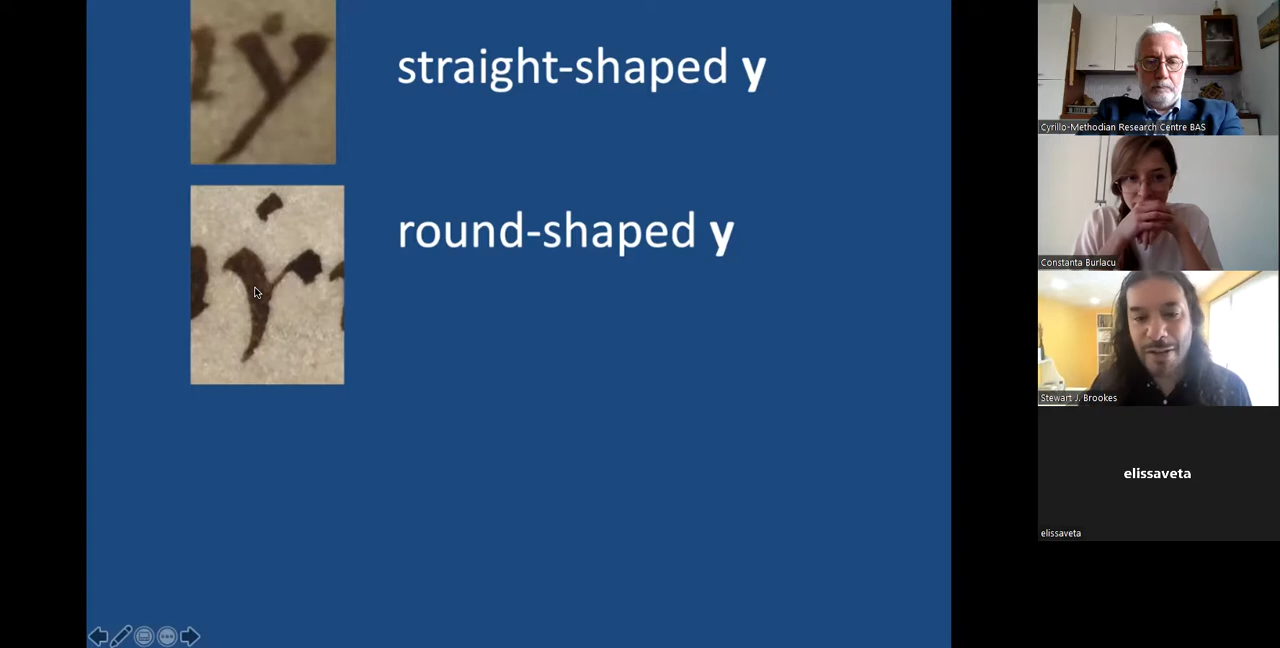 ẏ
straight-shaped y
ẏ
round-shaped y
Cyrillo-Methodian Research Centre BAS
Constanta Burlacu
Stewart J. Brookes
elissaveta
elissaveta